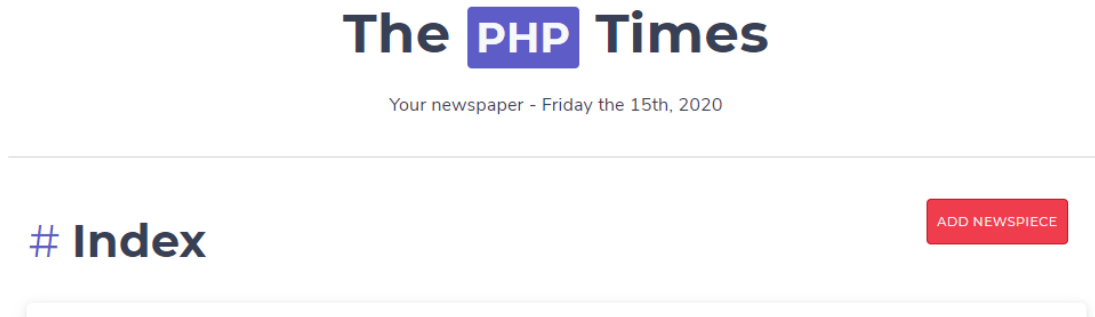 The PHP Times
Your newspaper - Friday the 15th, 2020
ADD NEWSPIECE
# Index